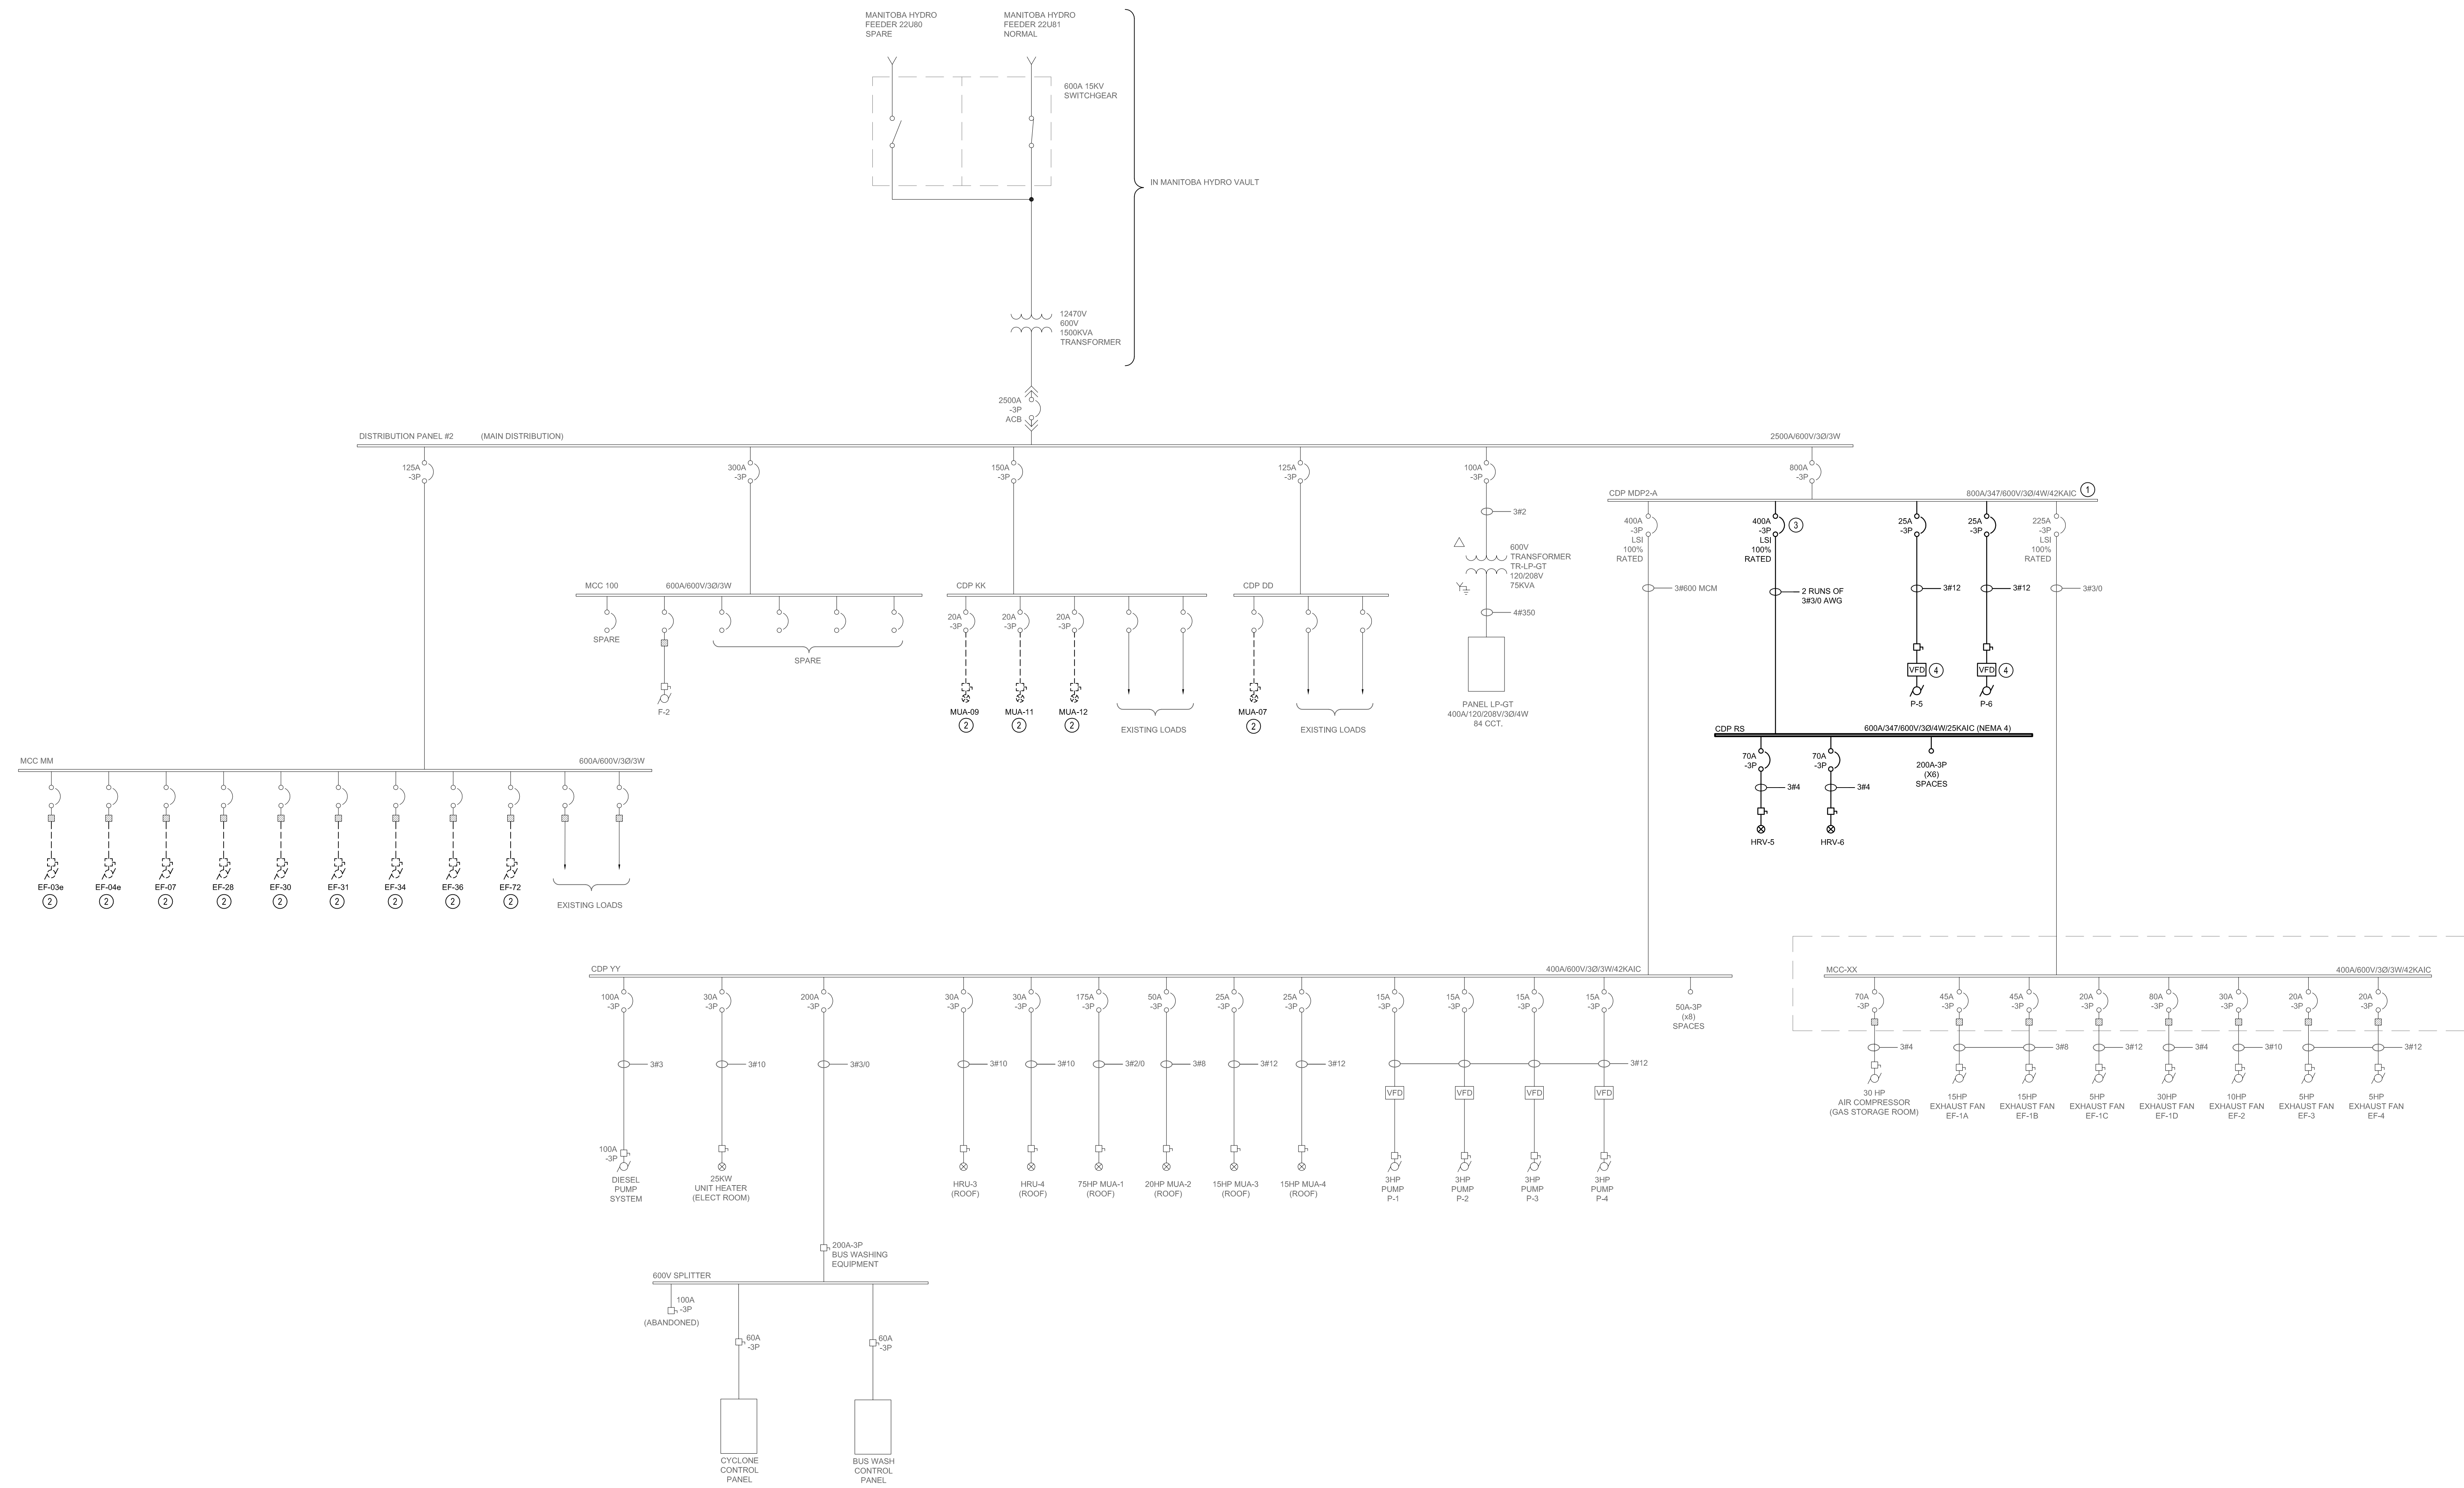 MANITOBA HYDRO
FEEDER 22U80
SPARE
MANITOBA HYDRO
FEEDER 22U81
NORMAL
600A 15KV
SWITCHGEAR
IN MANITOBA HYDRO VAULT
12470V
600V
1500KVA
TRANSFORMER
2500A
-3P
ACB
DISTRIBUTION PANEL #2 (MAIN DISTRIBUTION)
2500A/600V/3Ø/3W
125A
-3P
300A
-3P
150A
-3P
125A
-3P
100A
-3P
800A
-3P
3#2
600V
TRANSFORMER
TR-LP-GT
120/208V
75KVA
4#350
PANEL LP-GT
400A/120/208V/3Ø/4W
84 CCT.
CDP MDP2-A
800A/347/600V/3Ø/4W/42KAIC
1
400A
-3P
LSI
100%
RATED
3#600 MCM
400A
-3P
LSI
100%
RATED
3
2 RUNS OF
3#3/0 AWG
25A
-3P
3#12
VFD
4
P-5
25A
-3P
3#12
VFD
4
P-6
225A
-3P
LSI
100%
RATED
3#3/0
MCC 100
600A/600V/3Ø/3W
SPARE
F-2
SPARE
CDP KK
20A
-3P
20A
-3P
20A
-3P
MUA-09
2
MUA-11
2
MUA-12
2
EXISTING LOADS
CDP DD
MUA-07
2
EXISTING LOADS
CDP RS
600A/347/600V/3Ø/4W/25KAIC (NEMA 4)
70A
-3P
3#4
HRV-5
70A
-3P
3#4
HRV-6
200A-3P
(X6)
SPACES
MCC MM
600A/600V/3Ø/3W
EF-03e
2
EF-04e
2
EF-07
2
EF-28
2
EF-30
2
EF-31
2
EF-34
2
EF-36
2
EF-72
2
EXISTING LOADS
CDP YY
400A/600V/3Ø/3W/42KAIC
100A
-3P
3#3
100A
-3P
DIESEL
PUMP
SYSTEM
30A
-3P
3#10
25KW
UNIT HEATER
(ELECT ROOM)
200A
-3P
3#3/0
30A
-3P
3#10
HRU-3
(ROOF)
30A
-3P
3#10
HRU-4
(ROOF)
175A
-3P
3#2/0
75HP MUA-1
(ROOF)
50A
-3P
3#8
20HP MUA-2
(ROOF)
25A
-3P
3#12
15HP MUA-3
(ROOF)
25A
-3P
3#12
15HP MUA-4
(ROOF)
15A
-3P
VFD
3HP
PUMP
P-1
15A
-3P
VFD
3HP
PUMP
P-2
15A
-3P
VFD
3HP
PUMP
P-3
15A
-3P
3#12
VFD
3HP
PUMP
P-4
50A-3P
(x8)
SPACES
MCC-XX
400A/600V/3Ø/3W/42KAIC
70A
-3P
3#4
30 HP
AIR COMPRESSOR
(GAS STORAGE ROOM)
45A
-3P
15HP
EXHAUST FAN
EF-1A
45A
-3P
3#8
15HP
EXHAUST FAN
EF-1B
20A
-3P
3#12
5HP
EXHAUST FAN
EF-1C
80A
-3P
3#4
30HP
EXHAUST FAN
EF-1D
30A
-3P
3#10
10HP
EXHAUST FAN
EF-2
20A
-3P
5HP
EXHAUST FAN
EF-3
20A
-3P
3#12
5HP
EXHAUST FAN
EF-4
200A-3P
BUS WASHING
EQUIPMENT
600V SPLITTER
100A
-3P
(ABANDONED)
60A
-3P
60A
-3P
CYCLONE
CONTROL
PANEL
BUS WASH
CONTROL
PANEL